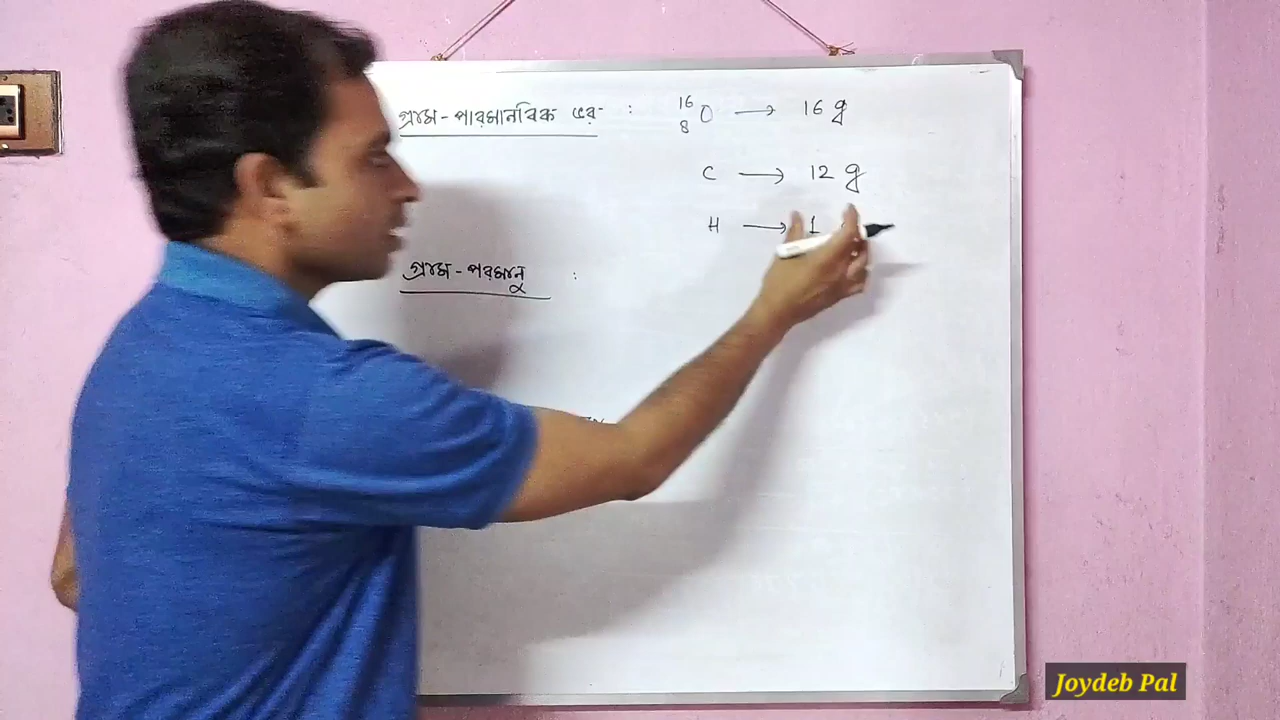 গ্রাম-পারমানবিক ভর : ¹⁶₈O → 16 g
C → 12 g
H → 1
গ্রাম-পরমানু :
Joydeb Pal